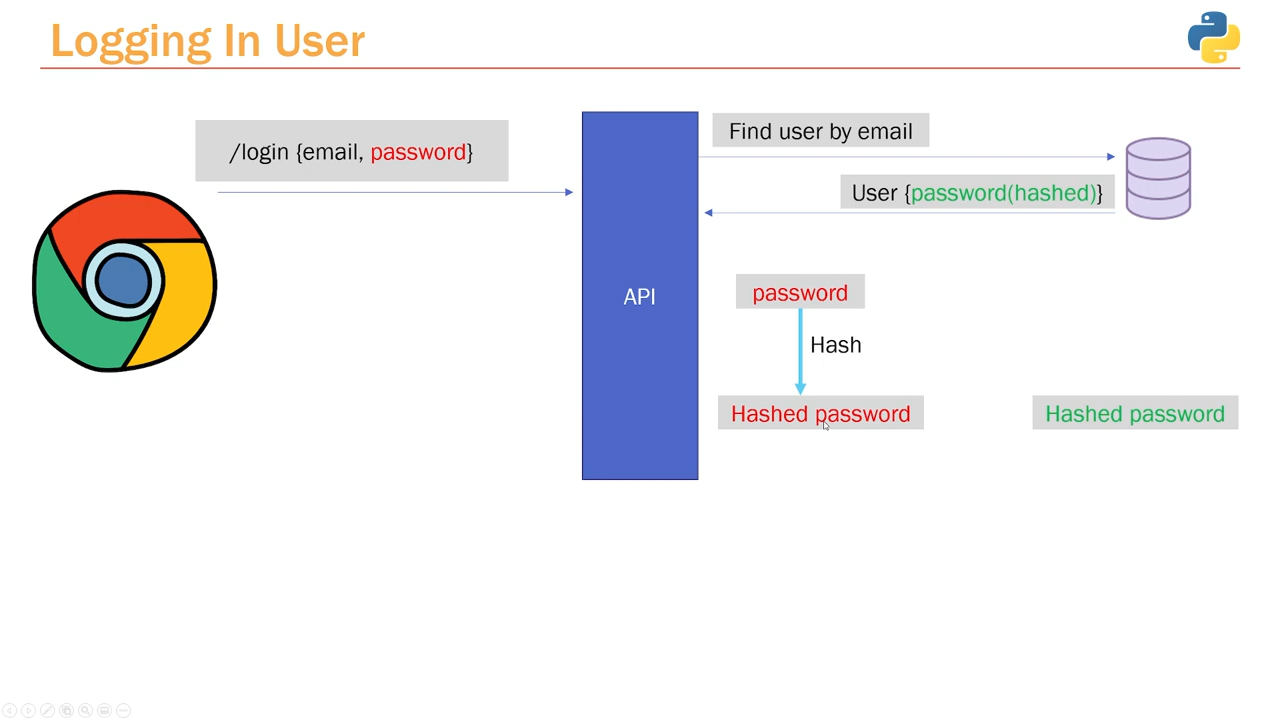 Logging In User
/login {email, password}
Find user by email
User {password(hashed)}
API
password
Hash
Hashed password
Hashed password